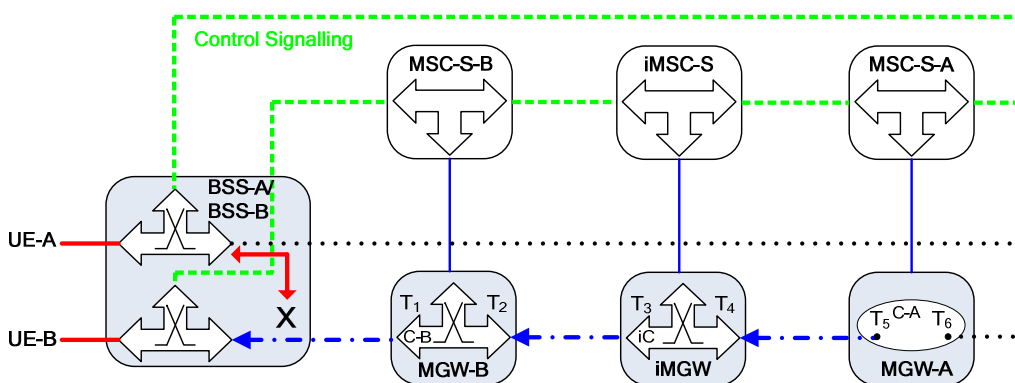 Control Signalling
MSC-S-B
iMSC-S
MSC-S-A
BSS-A/
BSS-B
UE-A
X
UE-B
T1
T2
C-B
MGW-B
T3
T4
iC
iMGW
T5
C-A
T6
MGW-A